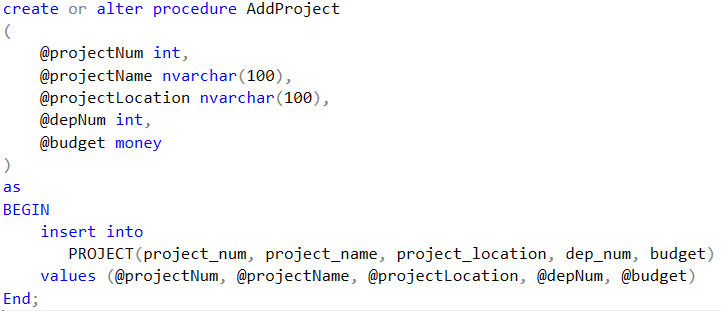 create or alter procedure AddProject
(
    @projectNum int,
    @projectName nvarchar(100),
    @projectLocation nvarchar(100),
    @depNum int,
    @budget money
)
as
BEGIN
    insert into
       PROJECT(project_num, project_name, project_location, dep_num, budget)
    values (@projectNum, @projectName, @projectLocation, @depNum, @budget)
End;